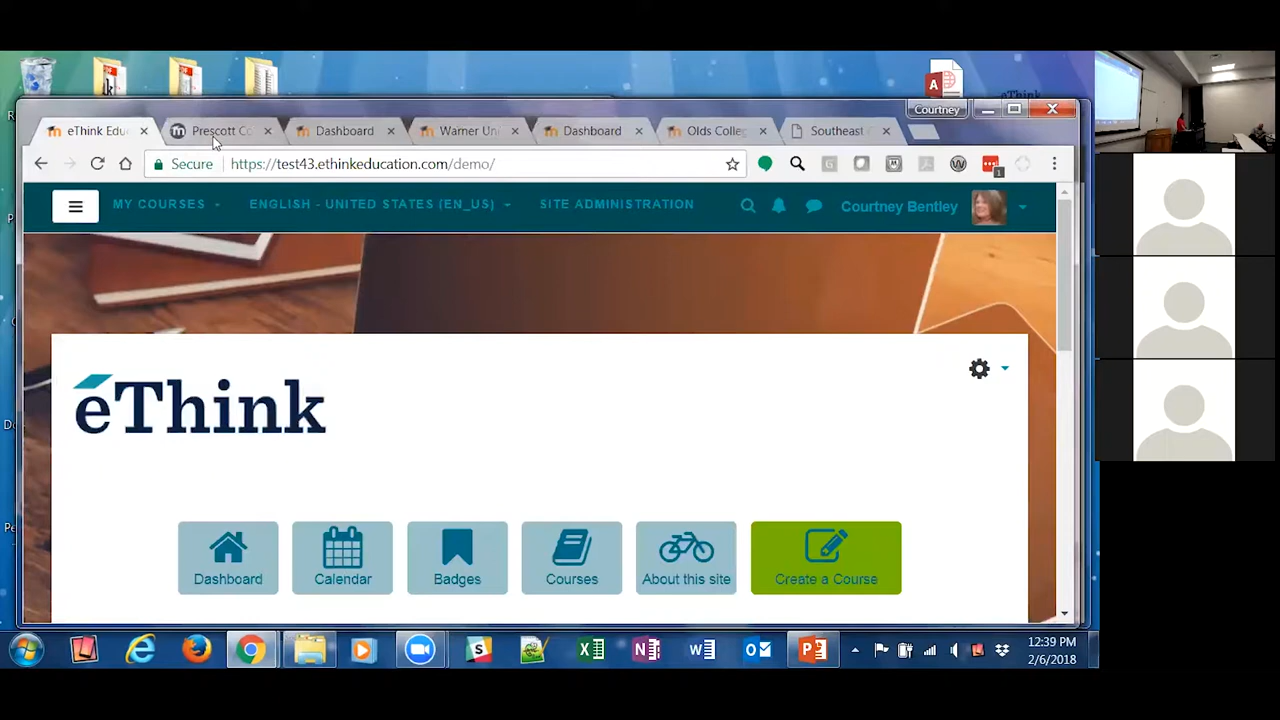 Courtney
eThink Edu
Prescott Co
Dashboard
Warner Uni
Dashboard
Olds Colleg
Southeast
Secure
https://test43.ethinkeducation.com/demo/
1
MY COURSES
ENGLISH - UNITED STATES (EN_US)
SITE ADMINISTRATION
Courtney Bentley
eThink
Dashboard
Calendar
Badges
Courses
About this site
Create a Course
12:39 PM
2/6/2018